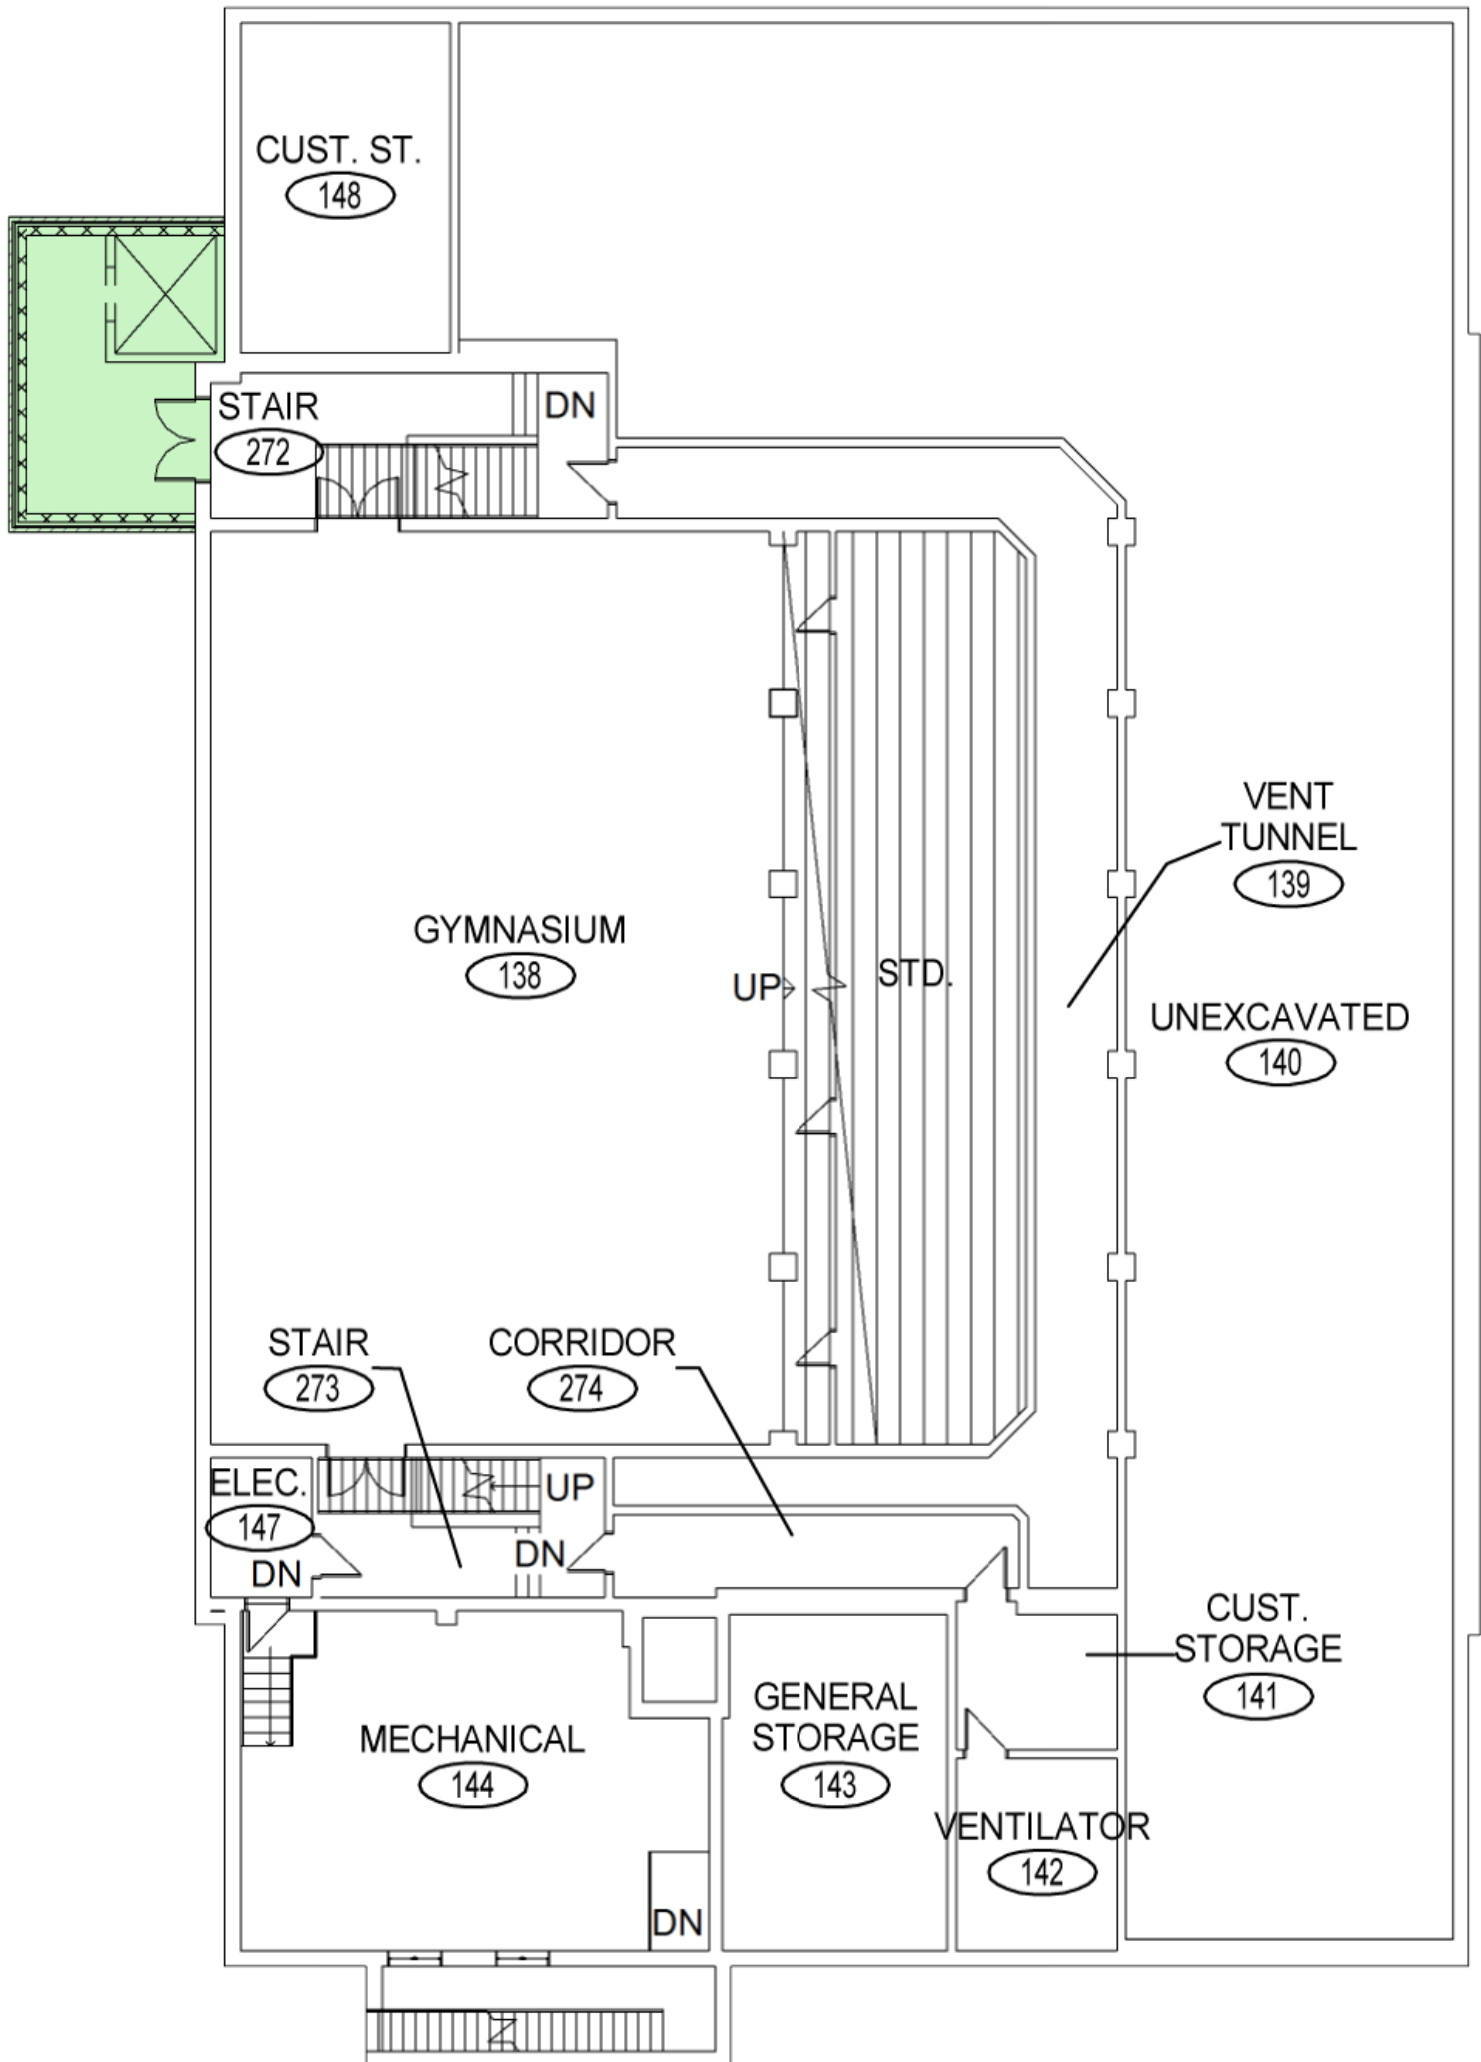 CUST. ST.
148
STAIR
272
DN
VENT
TUNNEL
139
GYMNASIUM
138
UP
STD.
UNEXCAVATED
140
STAIR
273
CORRIDOR
274
ELEC.
147
UP
DN
DN
CUST.
STORAGE
141
MECHANICAL
144
GENERAL
STORAGE
143
VENTILATOR
142
DN